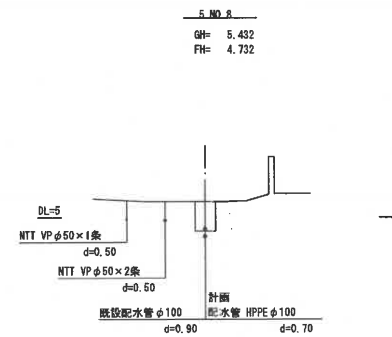 5 NO 8
GH= 5.432
FH= 4.732
DL=5
NTT VPφ50×1条
d=0.50
NTT VPφ50×2条
d=0.50
計画
既設配水管φ100 配水管 HPPEφ100
d=0.90 d=0.70